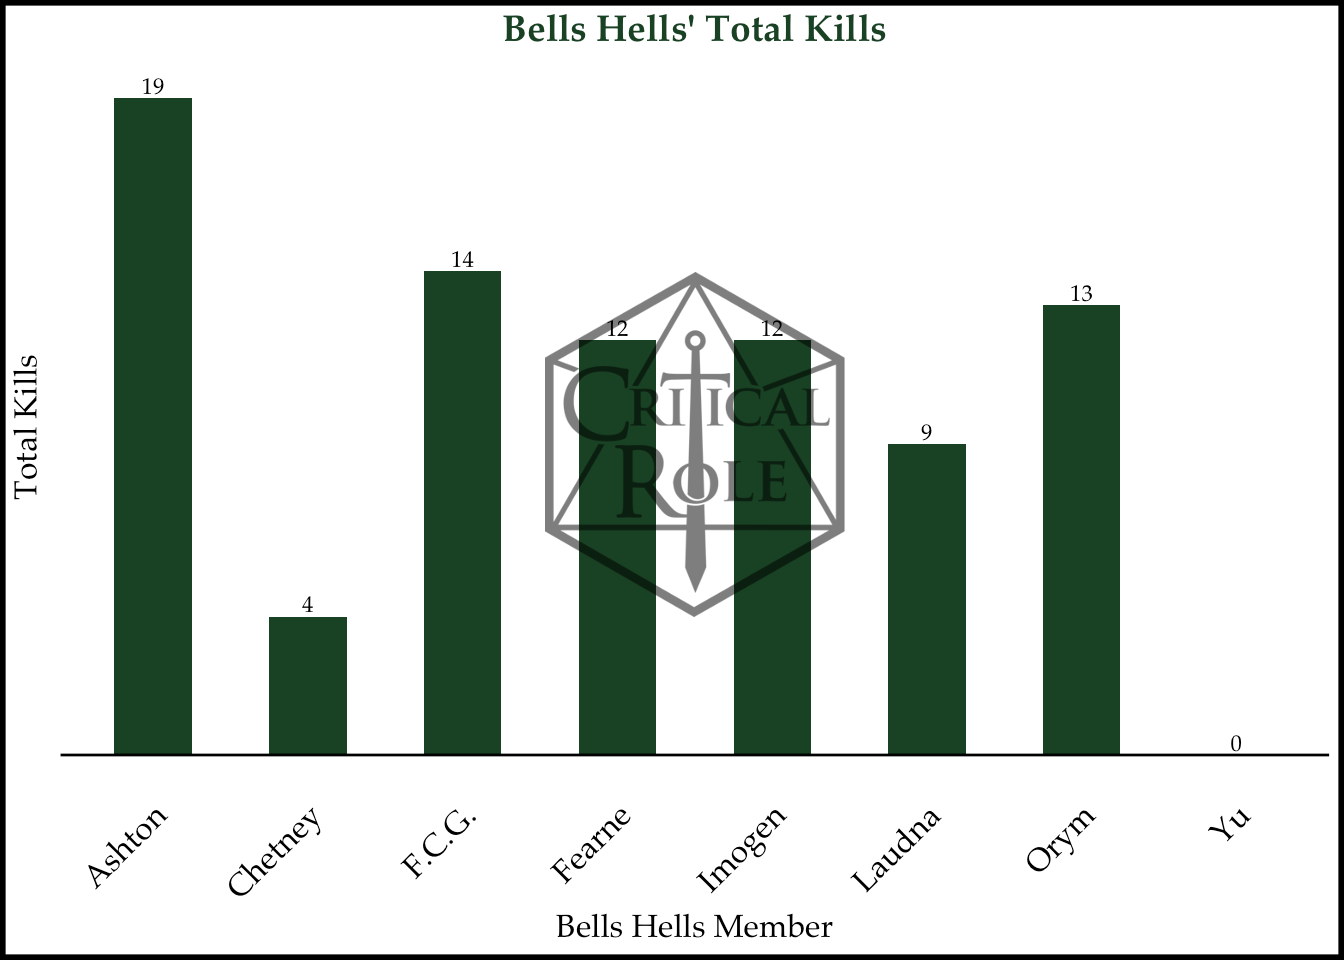 Bells Hells' Total Kills
19
14
13
12
12
9
4
0
Total Kills
CRITICAL
ROLE
Ashton
Chetney
F.C.G.
Fearne
Imogen
Laudna
Orym
Yu
Bells Hells Member